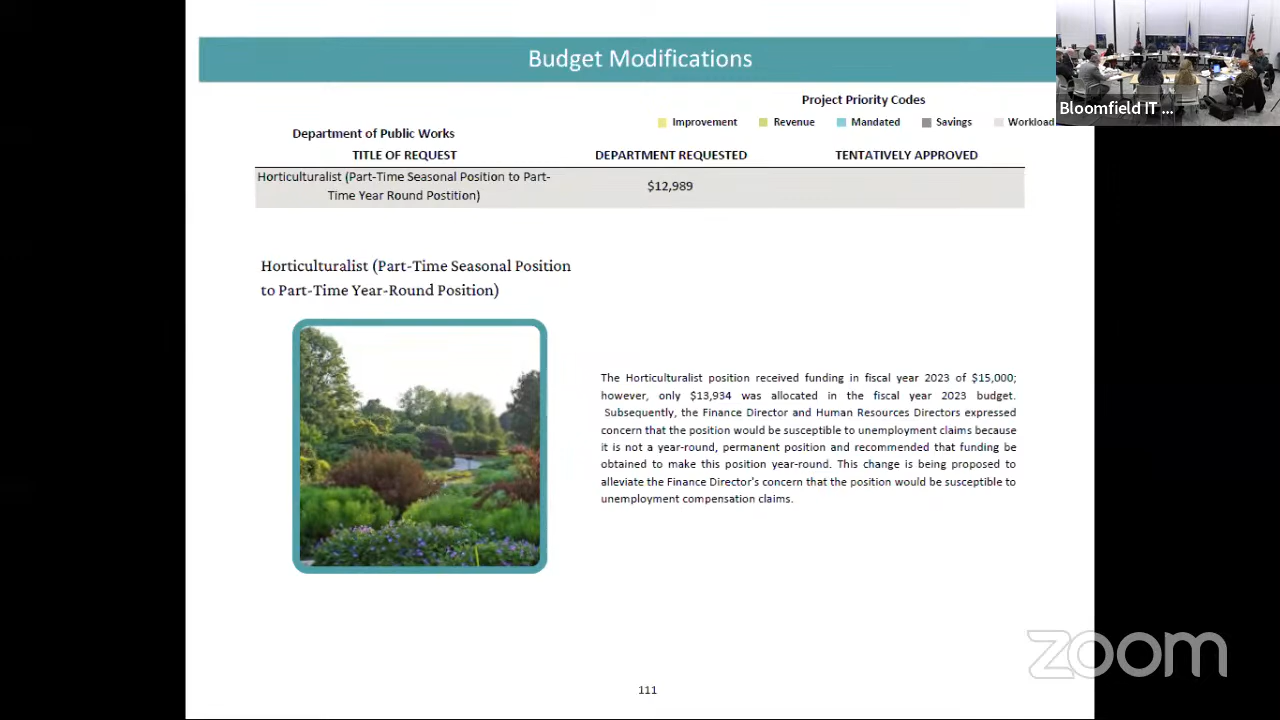 Budget Modifications
Bloomfield IT ...
Project Priority Codes
Improvement Revenue Mandated Savings Workload
Department of Public Works
TITLE OF REQUEST DEPARTMENT REQUESTED TENTATIVELY APPROVED
Horticulturalist (Part-Time Seasonal Position to Part-
Time Year Round Postition) $12,989
Horticulturalist (Part-Time Seasonal Position
to Part-Time Year-Round Position)
The Horticulturalist position received funding in fiscal year 2023 of $15,000;
however, only $13,934 was allocated in the fiscal year 2023 budget.
Subsequently, the Finance Director and Human Resources Directors expressed
concern that the position would be susceptible to unemployment claims because
it is not a year-round, permanent position and recommended that funding be
obtained to make this position year-round. This change is being proposed to
alleviate the Finance Director's concern that the position would be susceptible to
unemployment compensation claims.
zoom
111